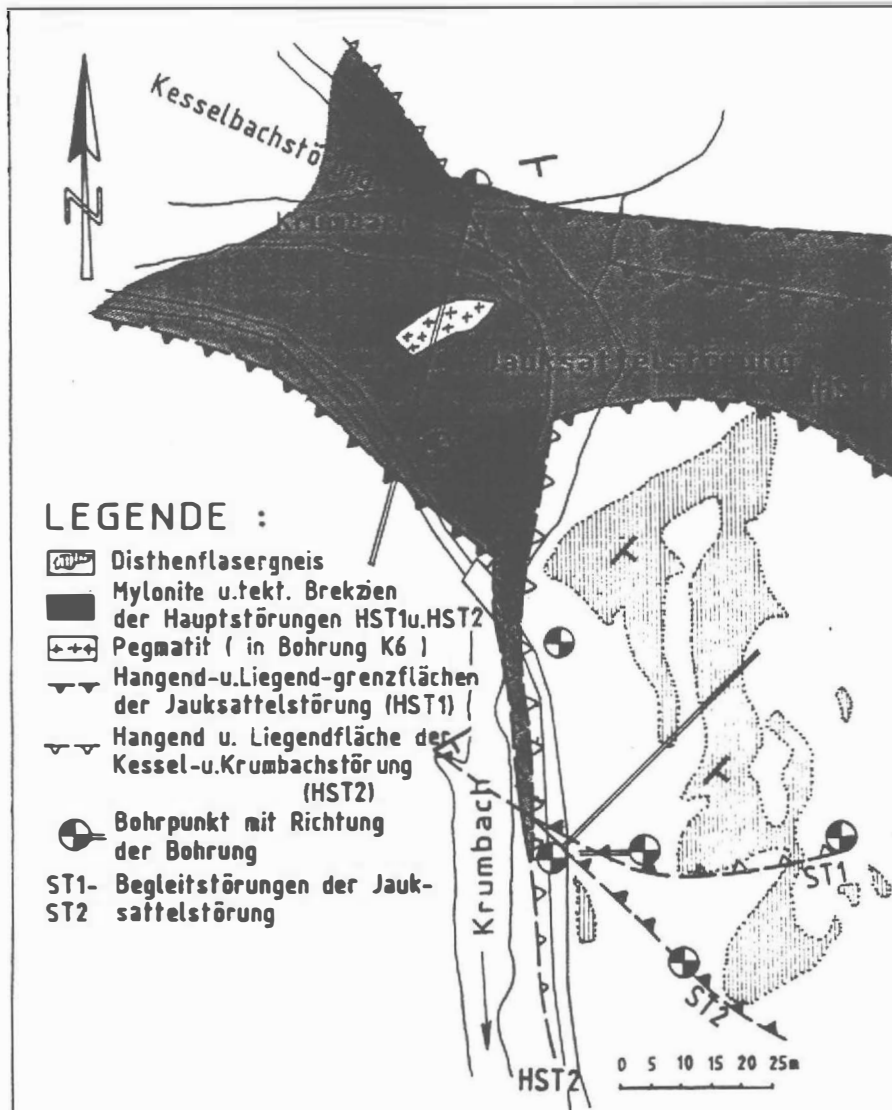 N
Kesselbachstörung
Krumbach
Jauksattelstörung
LEGENDE :
Disthenflasergneis
Mylonite u.tekt. Brekzien
der Hauptstörungen HST1u.HST2
Pegmatit ( in Bohrung K6 )
Hangend-u.Liegend-grenzflächen
der Jauksattelstörung (HST1)
Hangend u. Liegendfläche der
Kessel-u.Krumbachstörung
(HST2)
Bohrpunkt mit Richtung
der Bohrung
ST1- Begleitstörungen der Jauk-
ST2 sattelstörung
Krumbach
ST1
ST2
HST2
0 5 10 15 20 25m